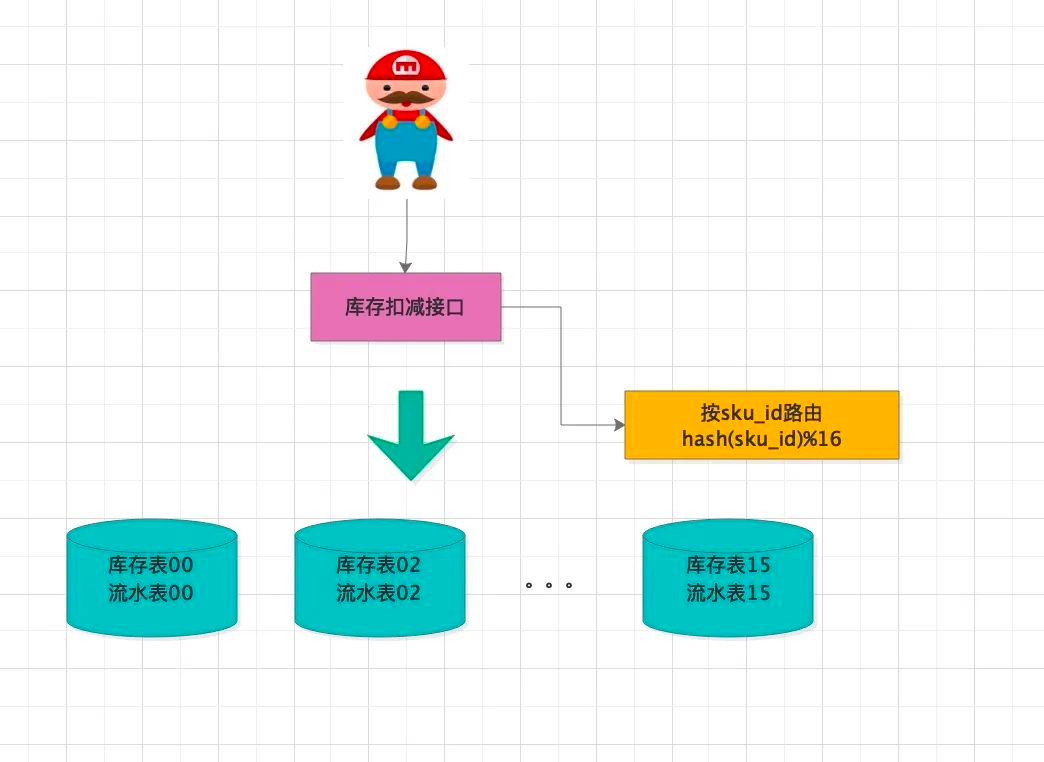 m
库存扣减接口
按sku_id路由
hash(sku_id)%16
库存表00
流水表00
库存表02
流水表02
。。。
库存表15
流水表15